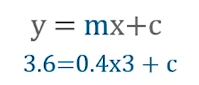 y = mx+c
3.6=0.4x3 + c